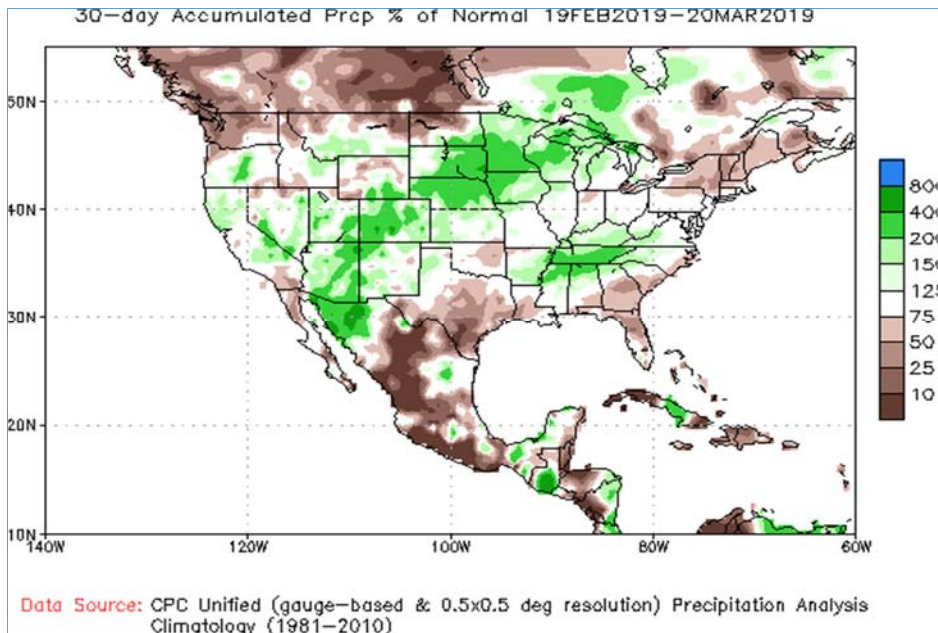 30-day Accumulated Prcp % of Normal 19FEB2019-20MAR2019
50N
40N
30N
20N
10N
140W 120W 100W 80W 60W
800
400
200
150
125
75
50
25
10
Data Source: CPC Unified (gauge-based & 0.5x0.5 deg resolution) Precipitation Analysis
Climatology (1981-2010)